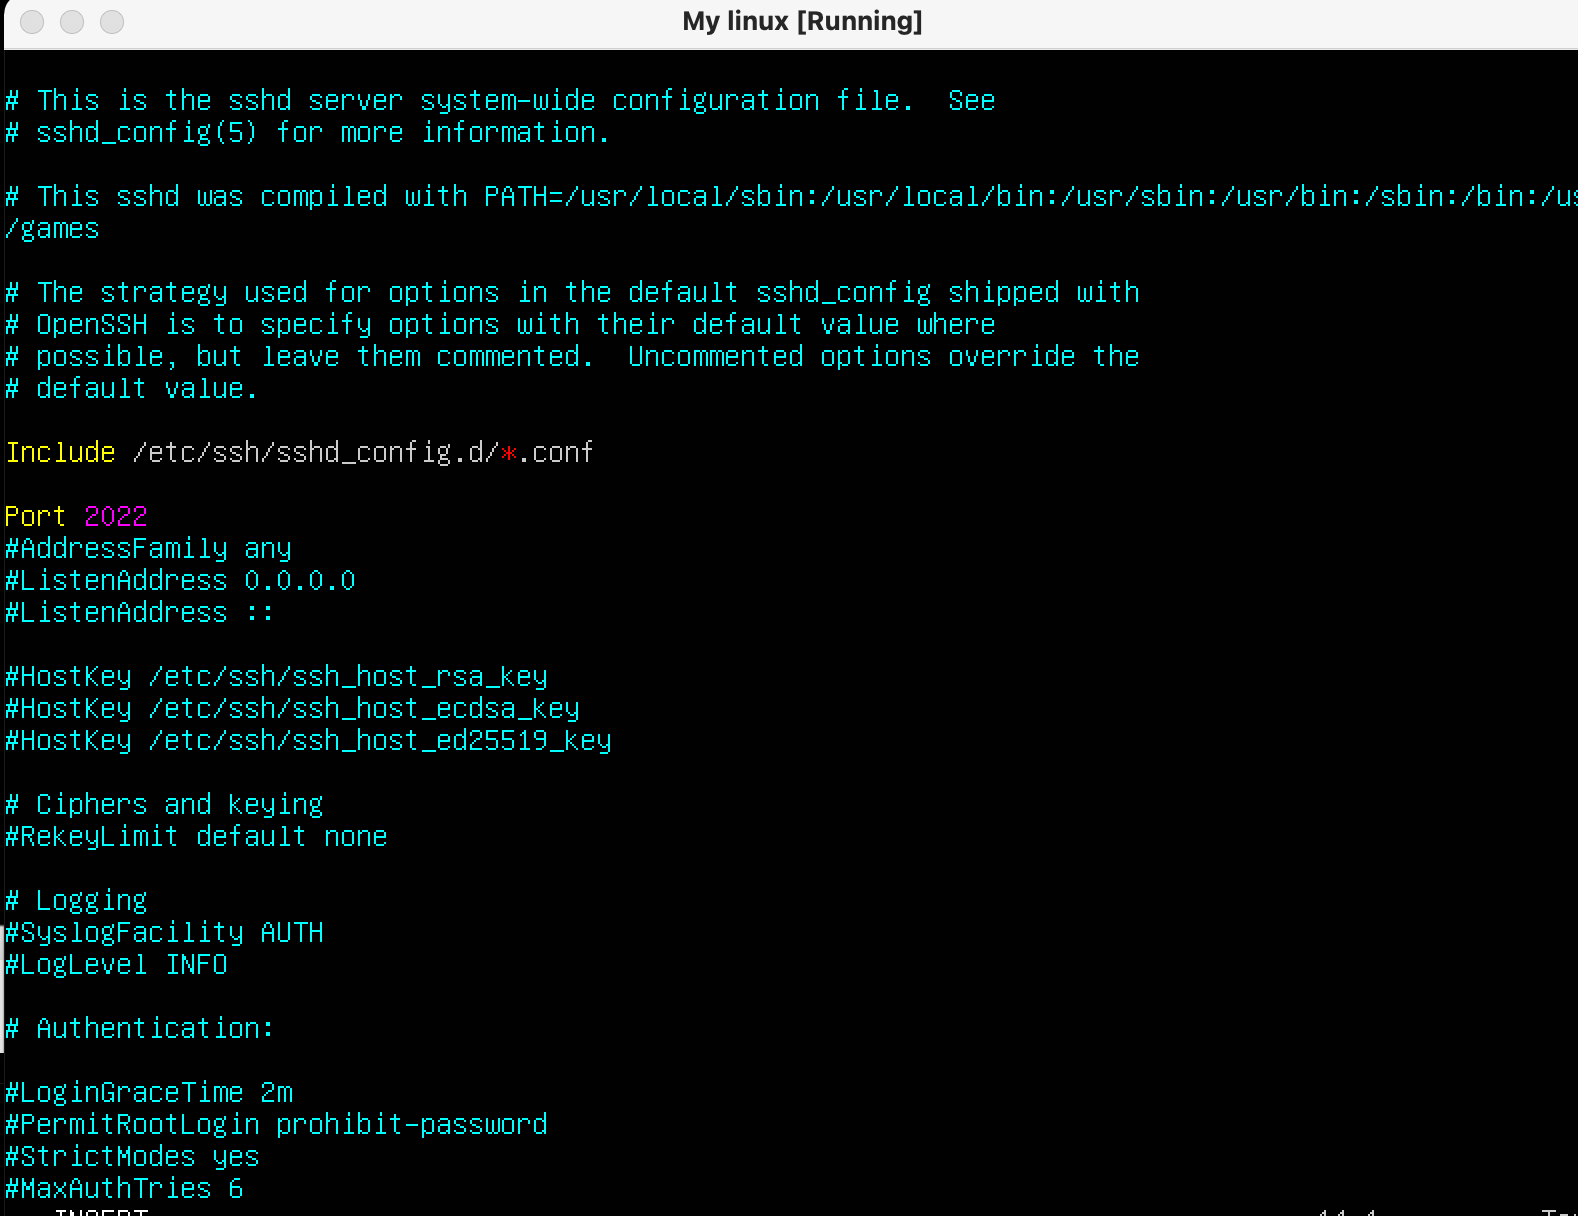 My linux [Running]
# This is the sshd server system-wide configuration file.  See
# sshd_config(5) for more information.
# This sshd was compiled with PATH=/usr/local/sbin:/usr/local/bin:/usr/sbin:/usr/bin:/sbin:/bin:/us
/games
# The strategy used for options in the default sshd_config shipped with
# OpenSSH is to specify options with their default value where
# possible, but leave them commented.  Uncommented options override the
# default value.
Include /etc/ssh/sshd_config.d/*.conf
Port 2022
#AddressFamily any
#ListenAddress 0.0.0.0
#ListenAddress ::
#HostKey /etc/ssh/ssh_host_rsa_key
#HostKey /etc/ssh/ssh_host_ecdsa_key
#HostKey /etc/ssh/ssh_host_ed25519_key
# Ciphers and keying
#RekeyLimit default none
# Logging
#SyslogFacility AUTH
#LogLevel INFO
# Authentication:
#LoginGraceTime 2m
#PermitRootLogin prohibit-password
#StrictModes yes
#MaxAuthTries 6